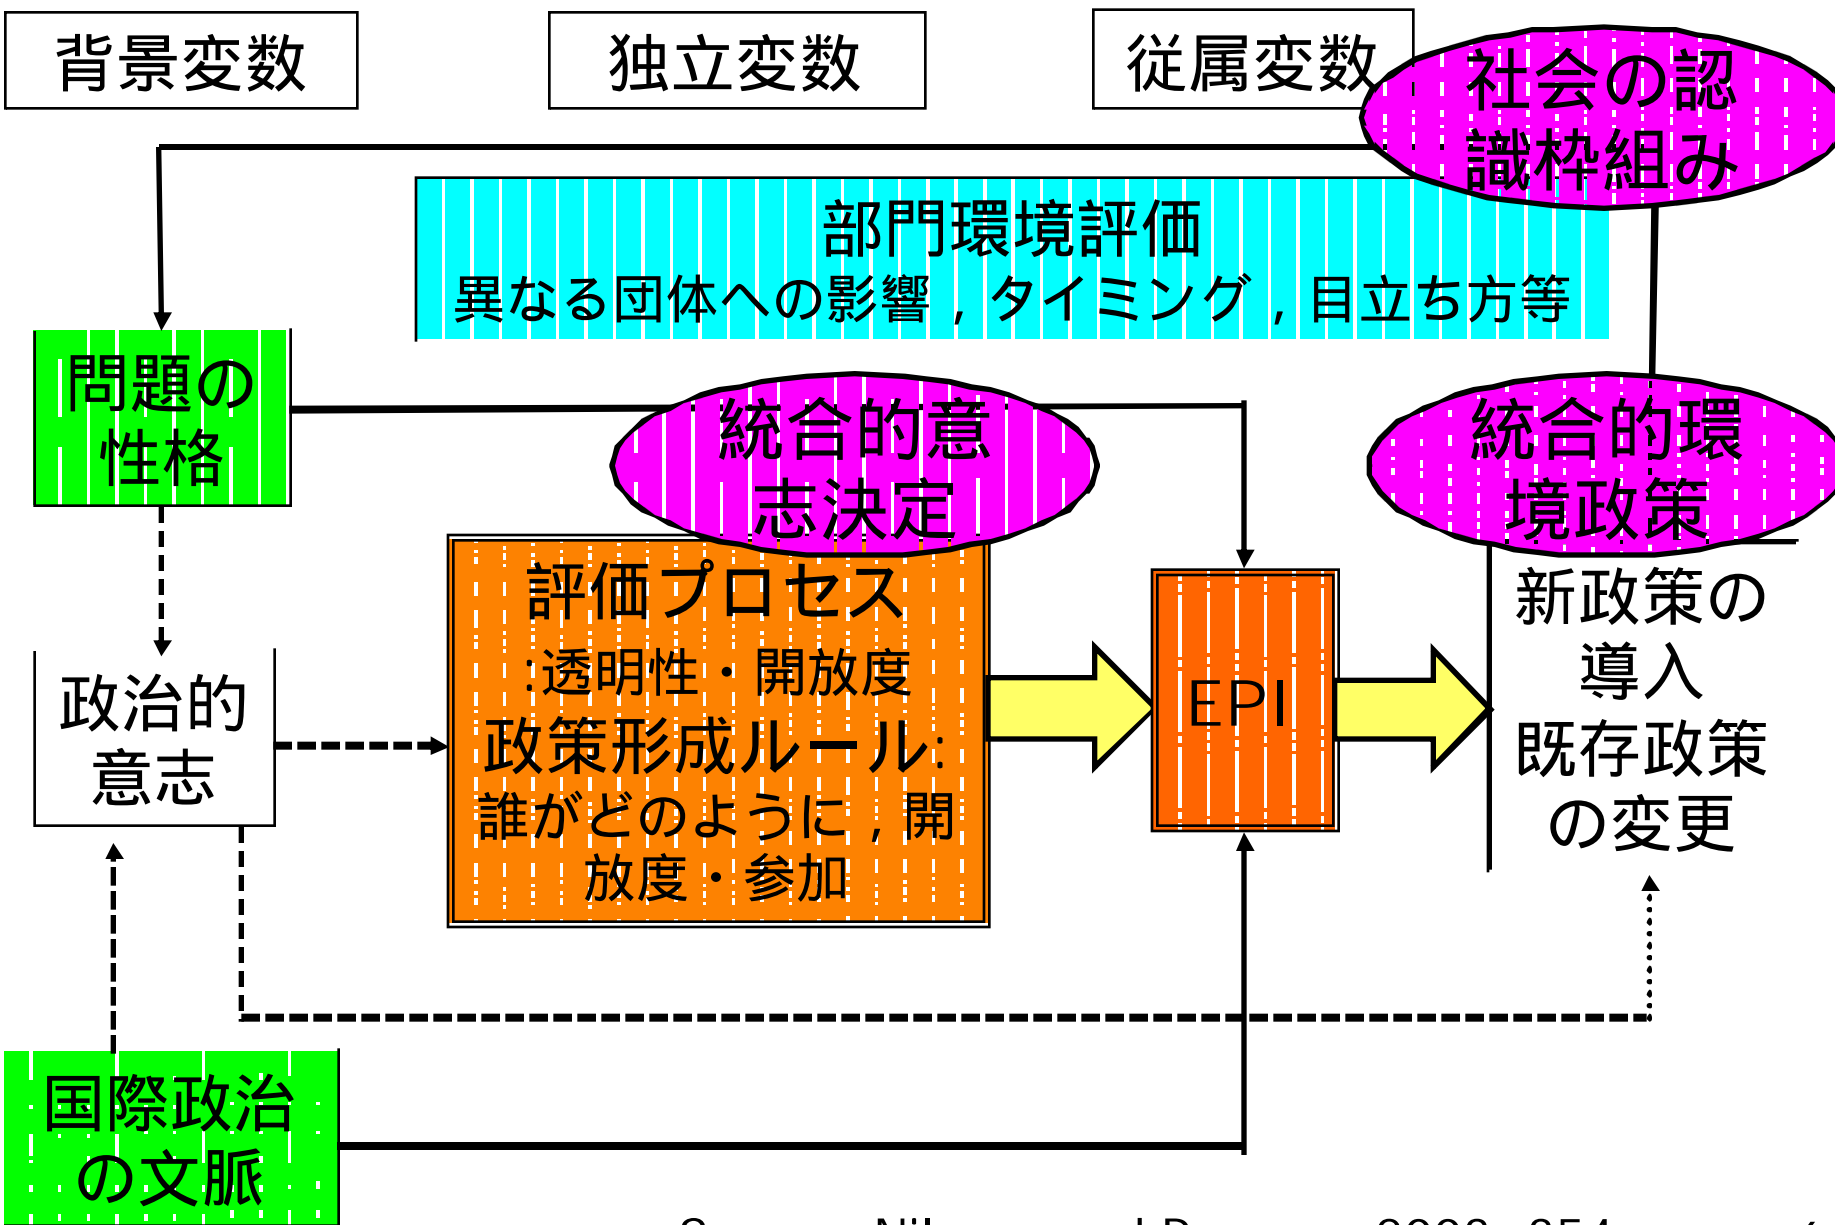 背景変数
独立変数
従属変数
社会の認
識枠組み
部門環境評価
異なる団体への影響,タイミング,目立ち方等
問題の
性格
統合的意
志決定
統合的環
境政策
評価プロセス
:透明性・開放度
政策形成ルール:
誰がどのように,開
放度・参加
EPI
新政策の
導入
既存政策
の変更
政治的
意志
国際政治
の文脈